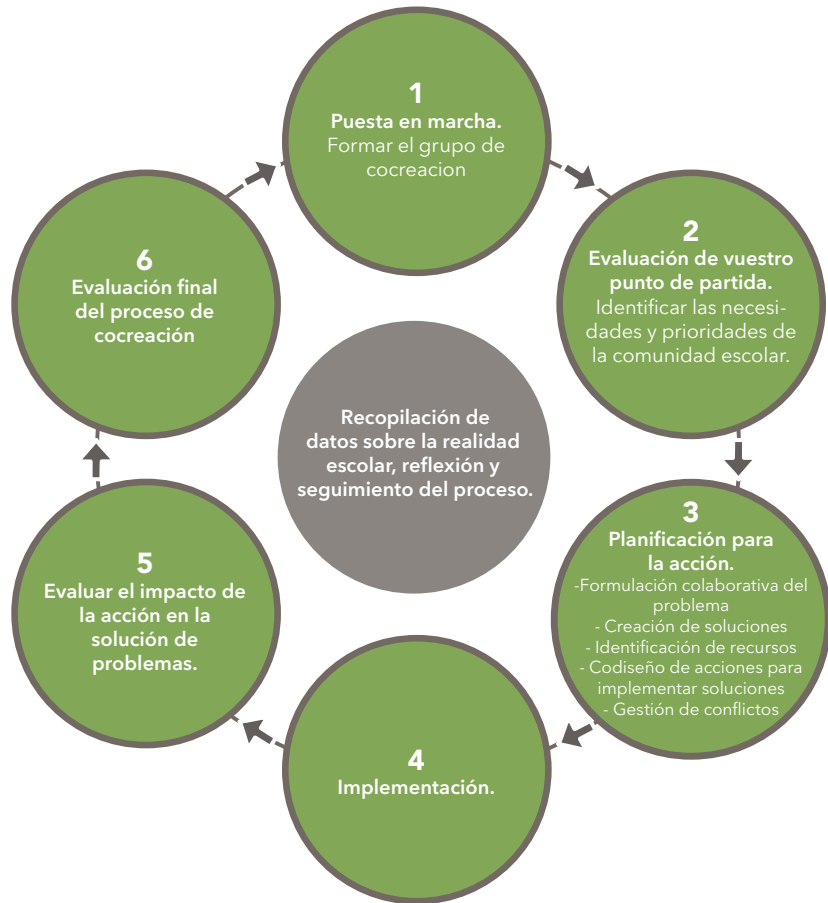 1
Puesta en marcha.
Formar el grupo de
cocreacion
2
Evaluación de vuestro
punto de partida.
Identificar las necesi-
dades y prioridades de
la comunidad escolar.
3
Planificación para
la acción.
-Formulación colaborativa del
problema
- Creación de soluciones
- Identificación de recursos
- Codiseño de acciones para
implementar soluciones
- Gestión de conflictos
4
Implementación.
5
Evaluar el impacto de
la acción en la
solución de
problemas.
6
Evaluación final
del proceso de
cocreación
Recopilación de
datos sobre la realidad
escolar, reflexión y
seguimiento del proceso.